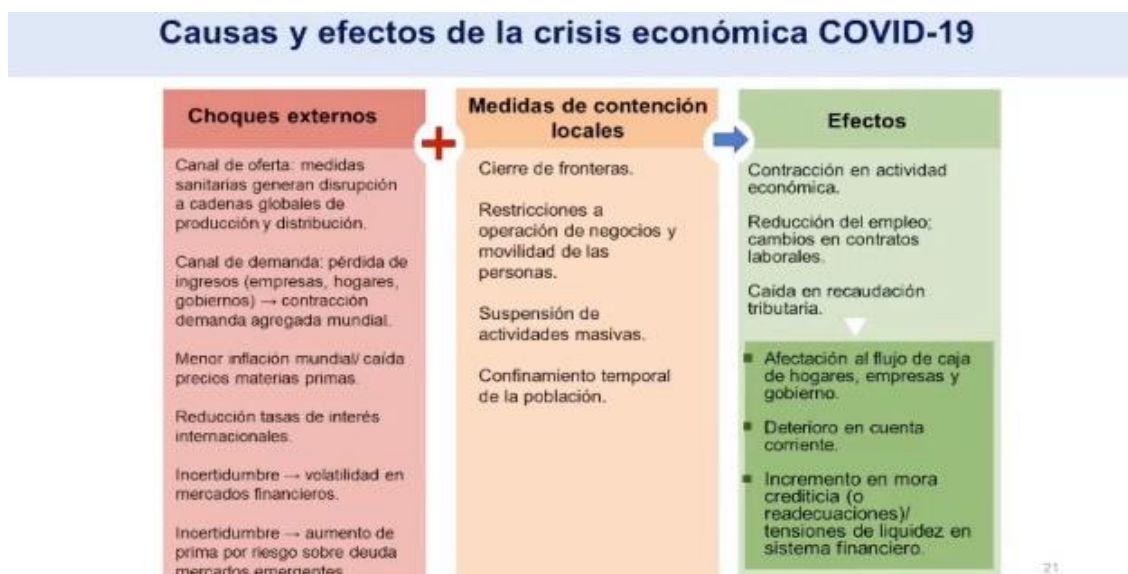 Causas y efectos de la crisis económica COVID-19
Choques externos
Canal de oferta: medidas
sanitarias generan disrupción
a cadenas globales de
producción y distribución.
Canal de demanda: pérdida de
ingresos (empresas, hogares,
gobiernos) → contracción
demanda agregada mundial.
Menor inflación mundial/ caída
precios materias primas.
Reducción tasas de interés
internacionales.
Incertidumbre → volatilidad en
mercados financieros.
Incertidumbre → aumento de
prima por riesgo sobre deuda
mercados emergentes
Medidas de contención
locales
Cierre de fronteras.
Restricciones a
operación de negocios y
movilidad de las
personas.
Suspensión de
actividades masivas.
Confinamiento temporal
de la población.
Efectos
Contracción en actividad
económica.
Reducción del empleo;
cambios en contratos
laborales.
Caída en recaudación
tributaria.
Afectación al flujo de caja
de hogares, empresas y
gobierno.
Deterioro en cuenta
corriente.
Incremento en mora
crediticia (o
readecuaciones)/
tensiones de liquidez en
sistema financiero.
21